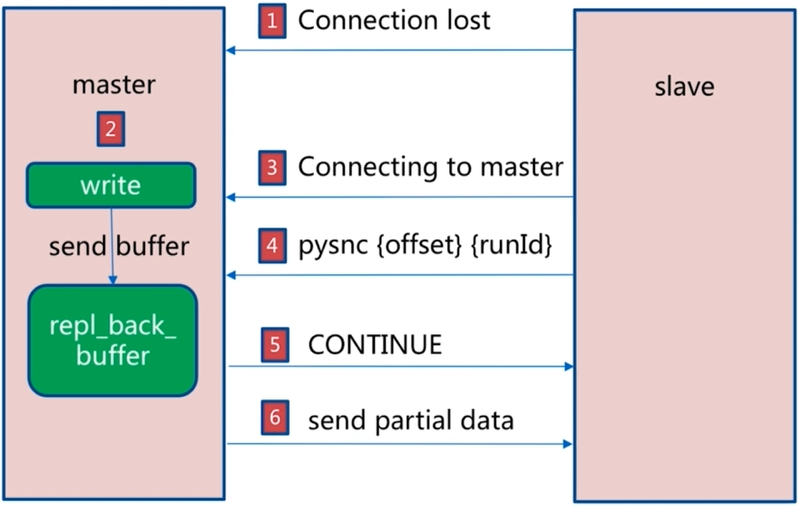 1 Connection lost
master
slave
2
write
3 Connecting to master
send buffer
4 pysnc {offset} {runId}
repl_back_
buffer
5 CONTINUE
6 send partial data